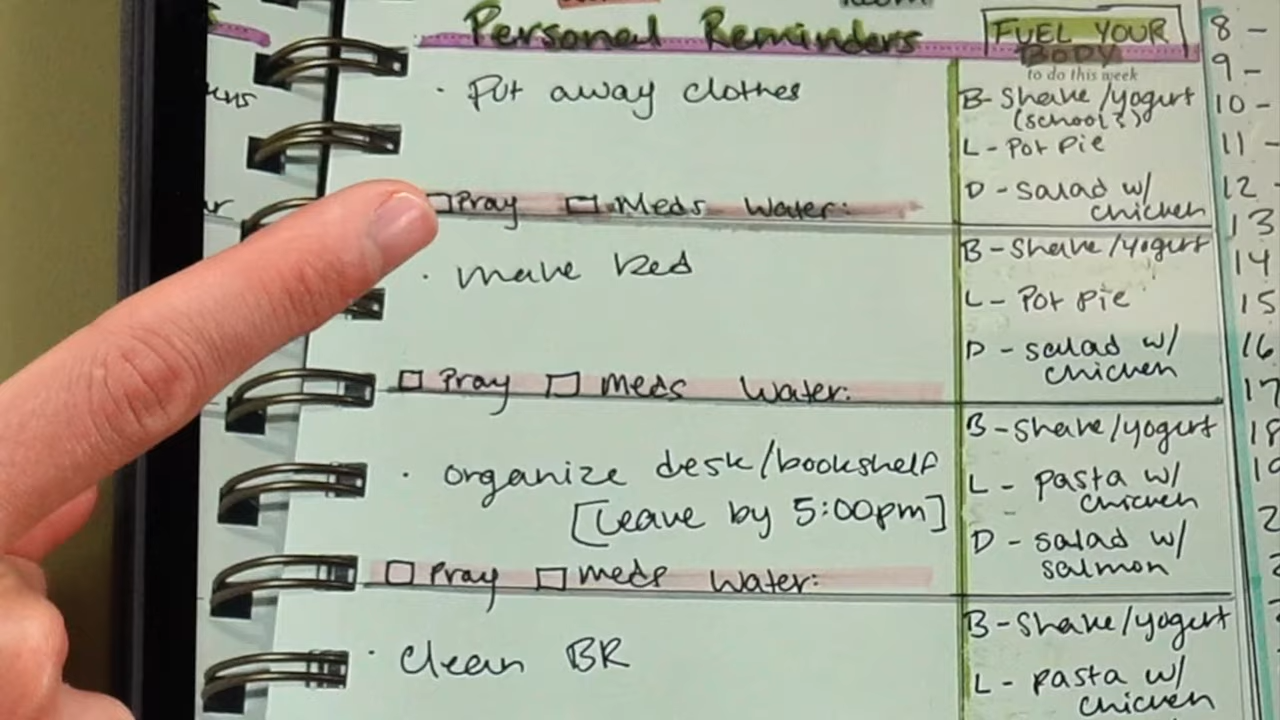 Personal Reminders
FUEL YOUR
BODY
to do this week
· Put away clothes
B- Shake/yogurt
(school?)
L - Pot Pie
D - Salad w/
chicken
Pray Meds Water:
· make bed
B- Shake/yogurt
L - Pot Pie
D - salad w/
chicken
Pray Meds Water:
· organize desk/bookshelf
[Leave by 5:00pm]
B - Shake/yogurt
L - pasta w/
chicken
D - salad w/
salmon
Pray Meds Water:
· Clean BR
B- Shake/yogurt
L - pasta w/
chicken
8 -
9 -
10 -
11 -
12
13
14
15
16
17
18